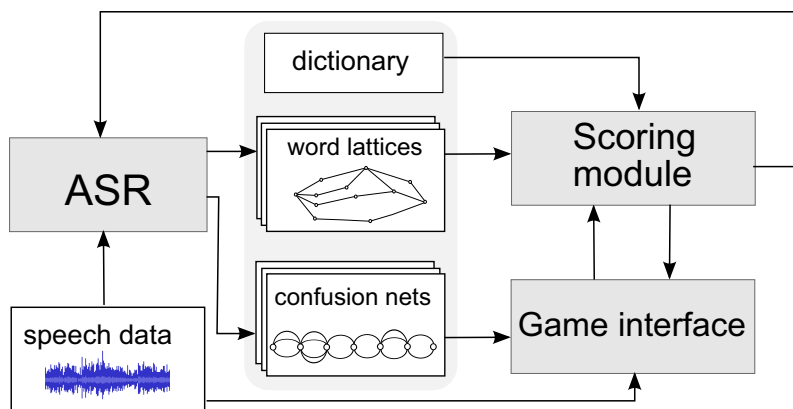 dictionary
word lattices
ASR
Scoring
module
confusion nets
speech data
Game interface